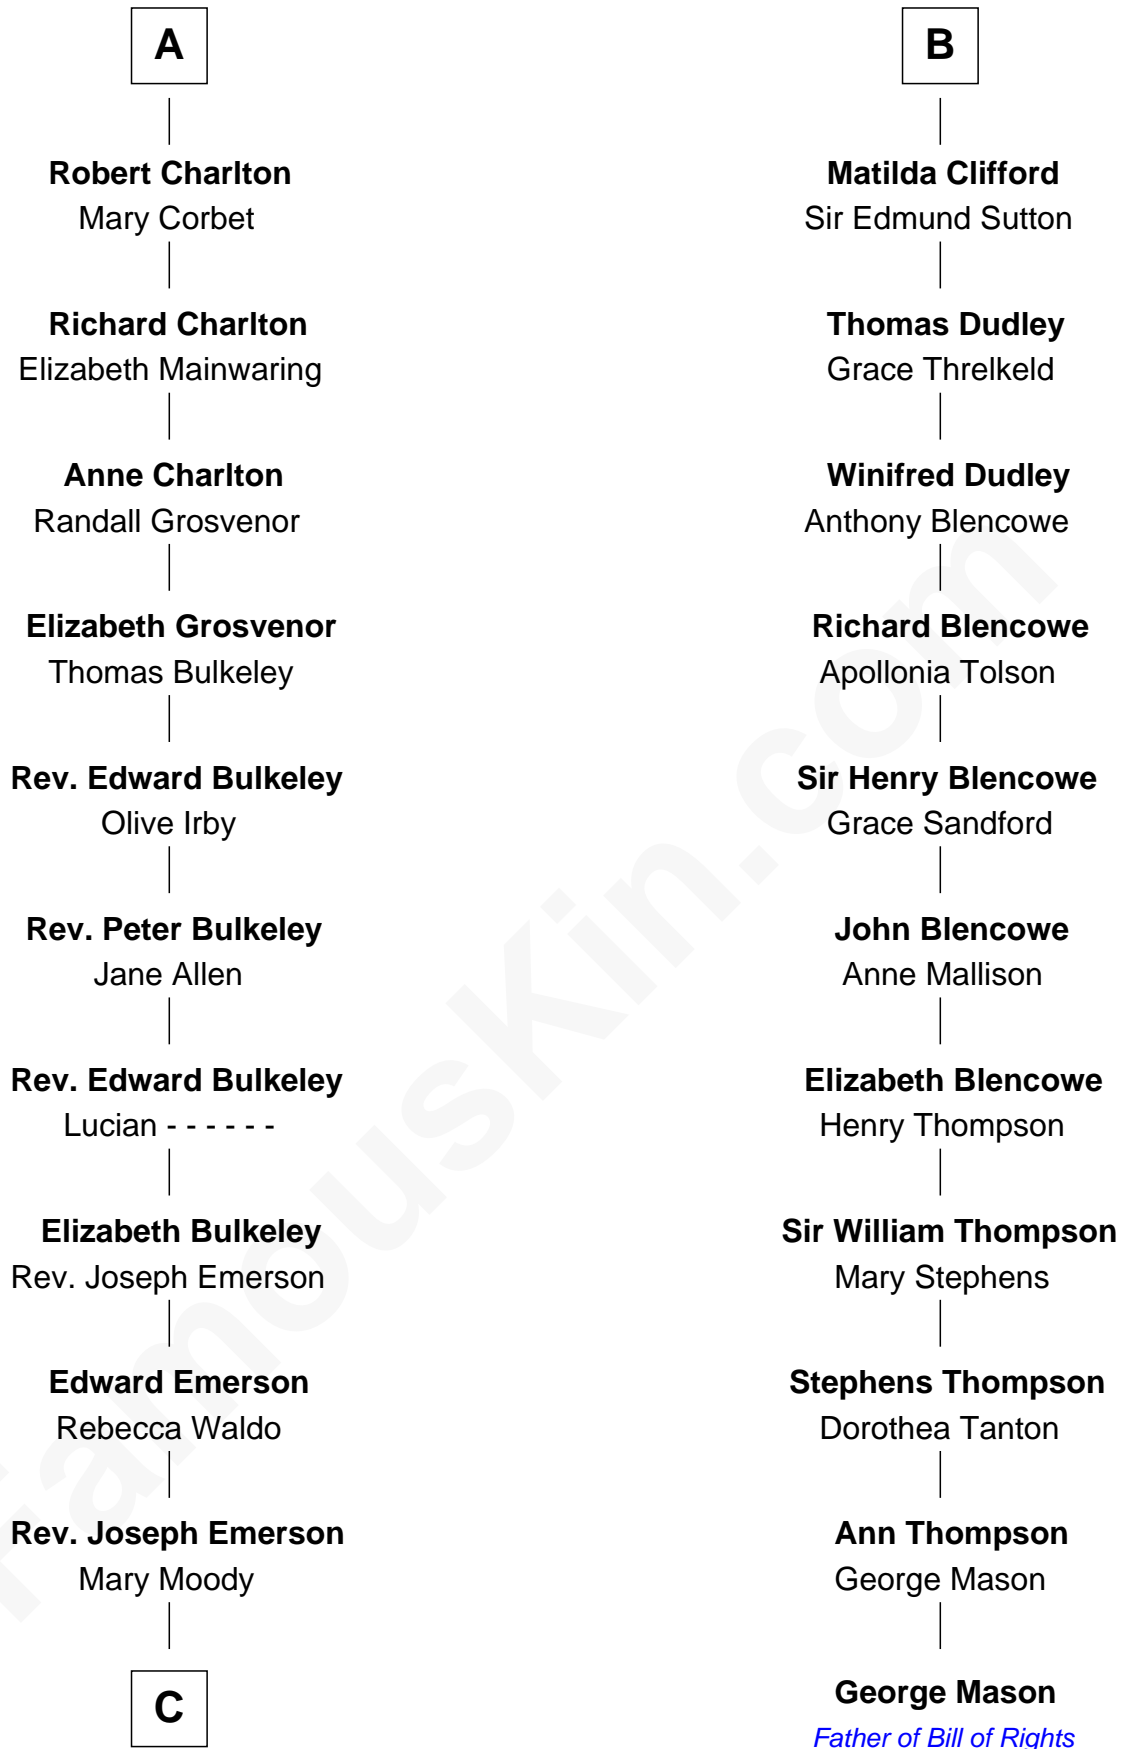 A
Robert Charlton
Mary Corbet
Richard Charlton
Elizabeth Mainwaring
Anne Charlton
Randall Grosvenor
Elizabeth Grosvenor
Thomas Bulkeley
Rev. Edward Bulkeley
Olive Irby
Rev. Peter Bulkeley
Jane Allen
Rev. Edward Bulkeley
Lucian - - - - - -
Elizabeth Bulkeley
Rev. Joseph Emerson
Edward Emerson
Rebecca Waldo
Rev. Joseph Emerson
Mary Moody
C
B
Matilda Clifford
Sir Edmund Sutton
Thomas Dudley
Grace Threlkeld
Winifred Dudley
Anthony Blencowe
Richard Blencowe
Apollonia Tolson
Sir Henry Blencowe
Grace Sandford
John Blencowe
Anne Mallison
Elizabeth Blencowe
Henry Thompson
Sir William Thompson
Mary Stephens
Stephens Thompson
Dorothea Tanton
Ann Thompson
George Mason
George Mason
Father of Bill of Rights
FamousKin.com